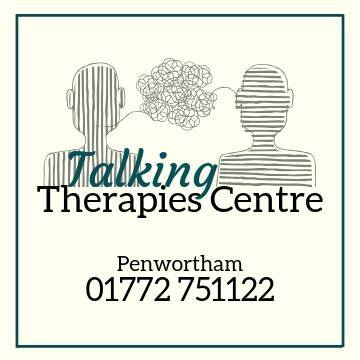 Talking
Therapies Centre
Penwortham
01772 751122